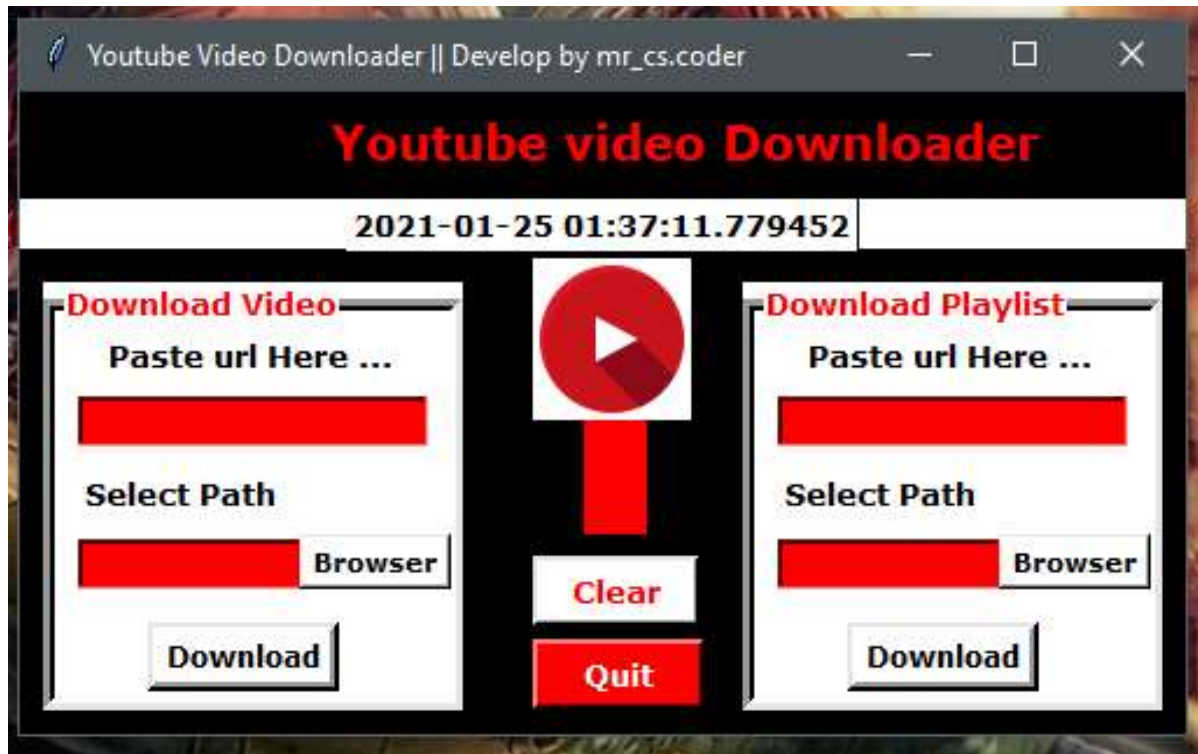 Youtube Video Downloader || Develop by mr_cs.coder
Youtube video Downloader
2021-01-25 01:37:11.779452
Download Video
Paste url Here ...
Select Path
Browser
Download
Clear
Quit
Download Playlist
Paste url Here ...
Select Path
Browser
Download